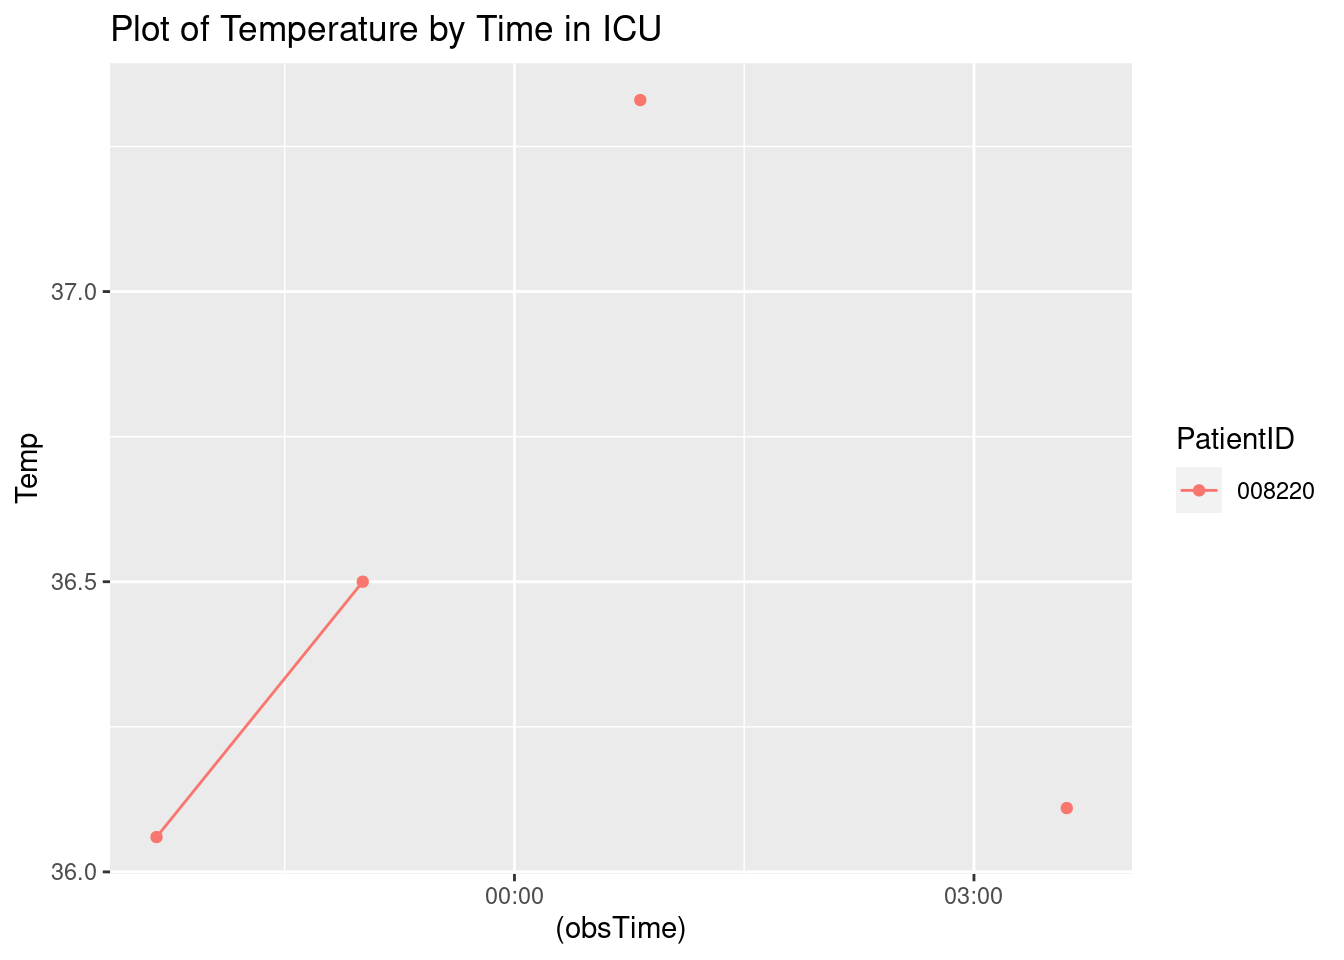 Plot of Temperature by Time in ICU
37.0
36.5
36.0
Temp
00:00
03:00
(obsTime)
PatientID
008220